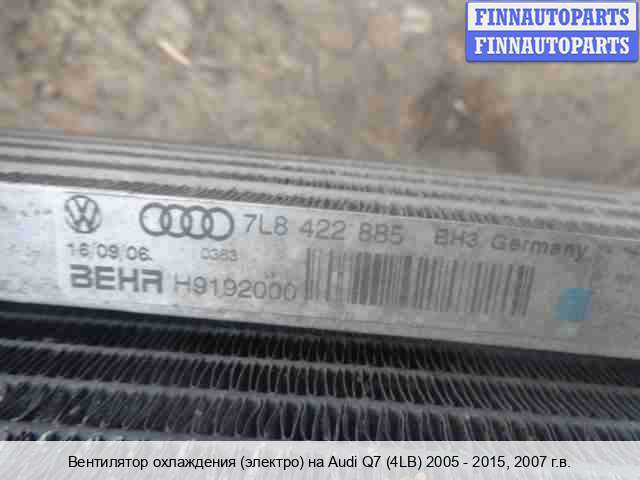 FINNAUTOPARTS
FINNAUTOPARTS
7L8 422 885 BH3 Germany
16/09/06. 0363
BEHR H9192000
Вентилятор охлаждения (электро) на Audi Q7 (4LB) 2005 - 2015, 2007 г.в.